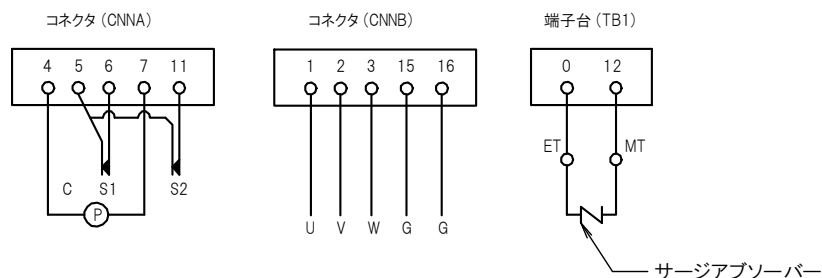 コネクタ（CNNA）
4 5 6 7 11
C S1 S2
P
コネクタ（CNNB）
1 2 3 15 16
U V W G G
端子台（TB1）
0 12
ET MT
サージアブソーバー